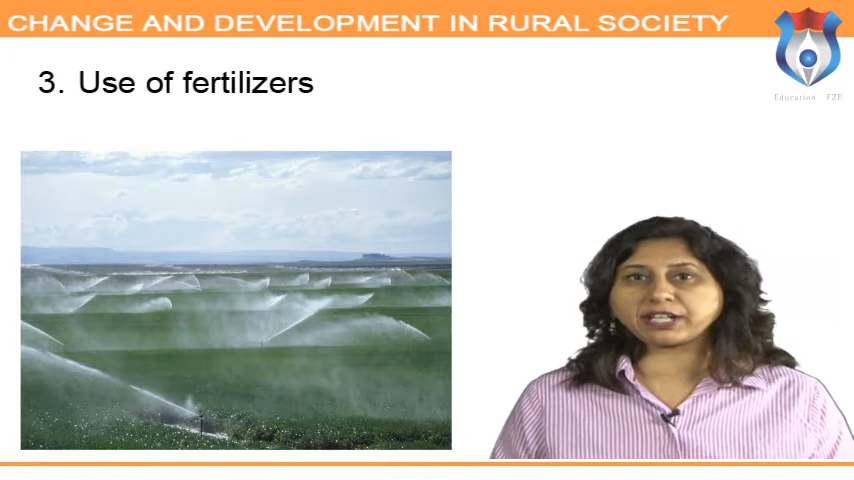 CHANGE AND DEVELOPMENT IN RURAL SOCIETY
3. Use of fertilizers
Education FZE